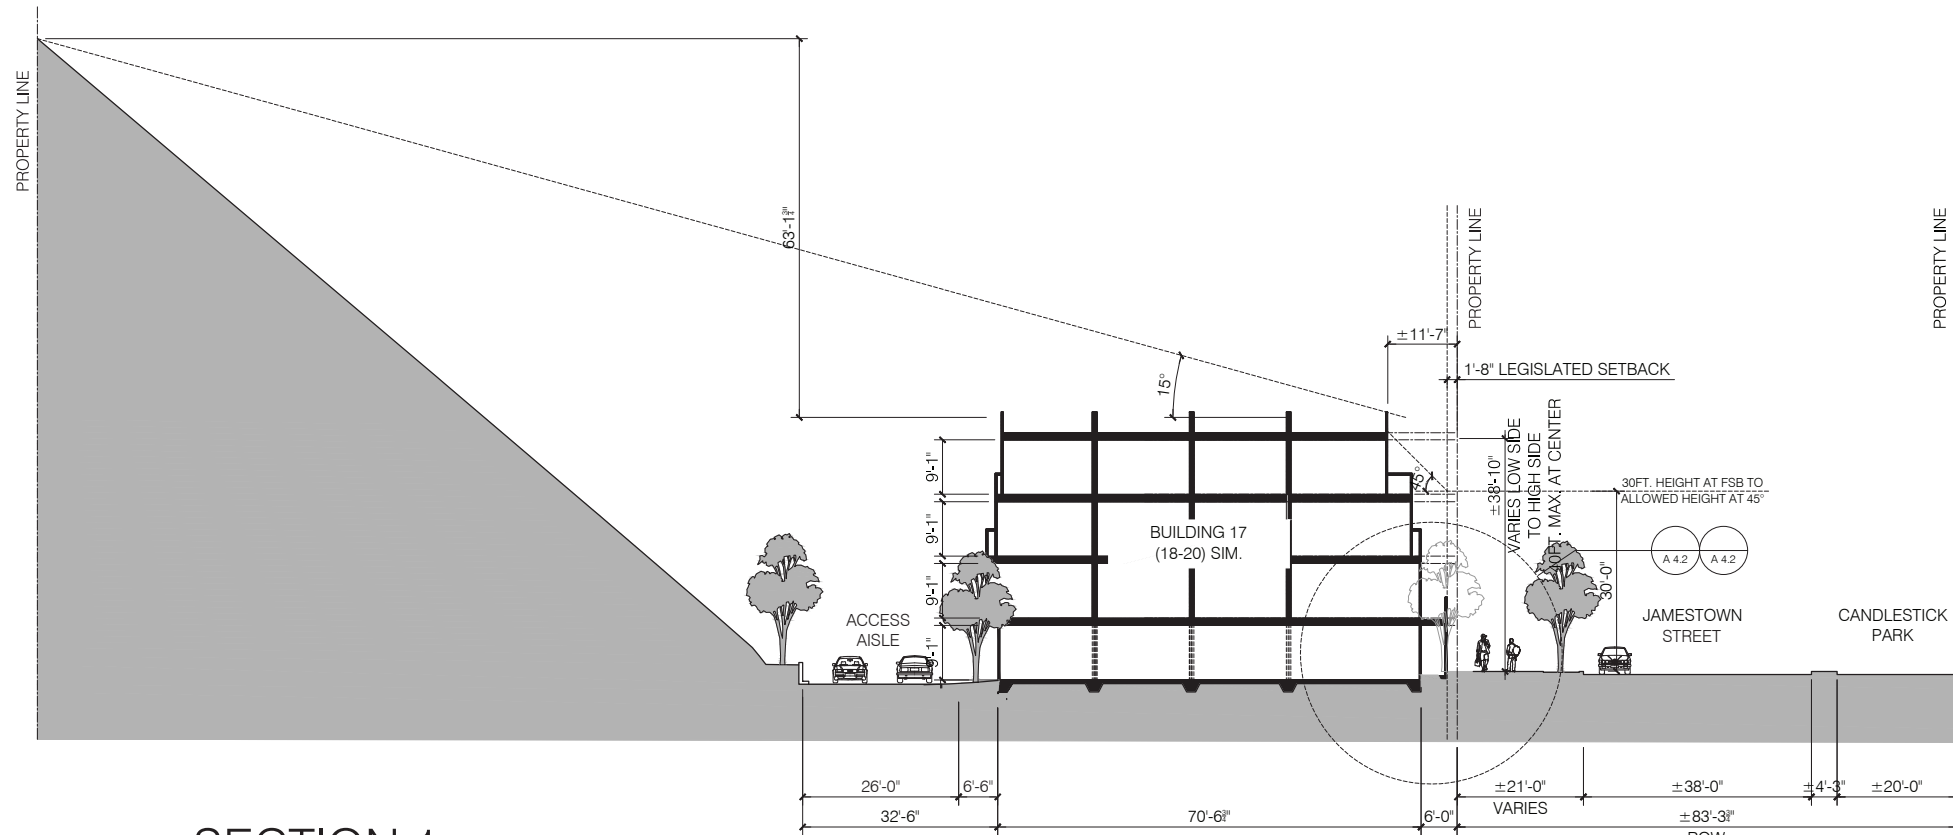 PROPERTY LINE
63'-1¾"
15°
±11'-7"
PROPERTY LINE
PROPERTY LINE
1'-8" LEGISLATED SETBACK
9'-1"
9'-1"
9'-1"
9'-1"
45°
±38'-10"
VARIES LOW SIDE
TO HIGH SIDE
MAX. AT CENTER
30FT. HEIGHT AT FSB TO
ALLOWED HEIGHT AT 45°
BUILDING 17
(18-20) SIM.
A 4.2
A 4.2
30'-0"
ACCESS
AISLE
JAMESTOWN
STREET
CANDLESTICK
PARK
26'-0"
6'-6"
±21'-0"
VARIES
±38'-0"
±4'-3"
±20'-0"
32'-6"
70'-6¾"
6'-0"
±83'-3¾"
ROW
SECTION 1